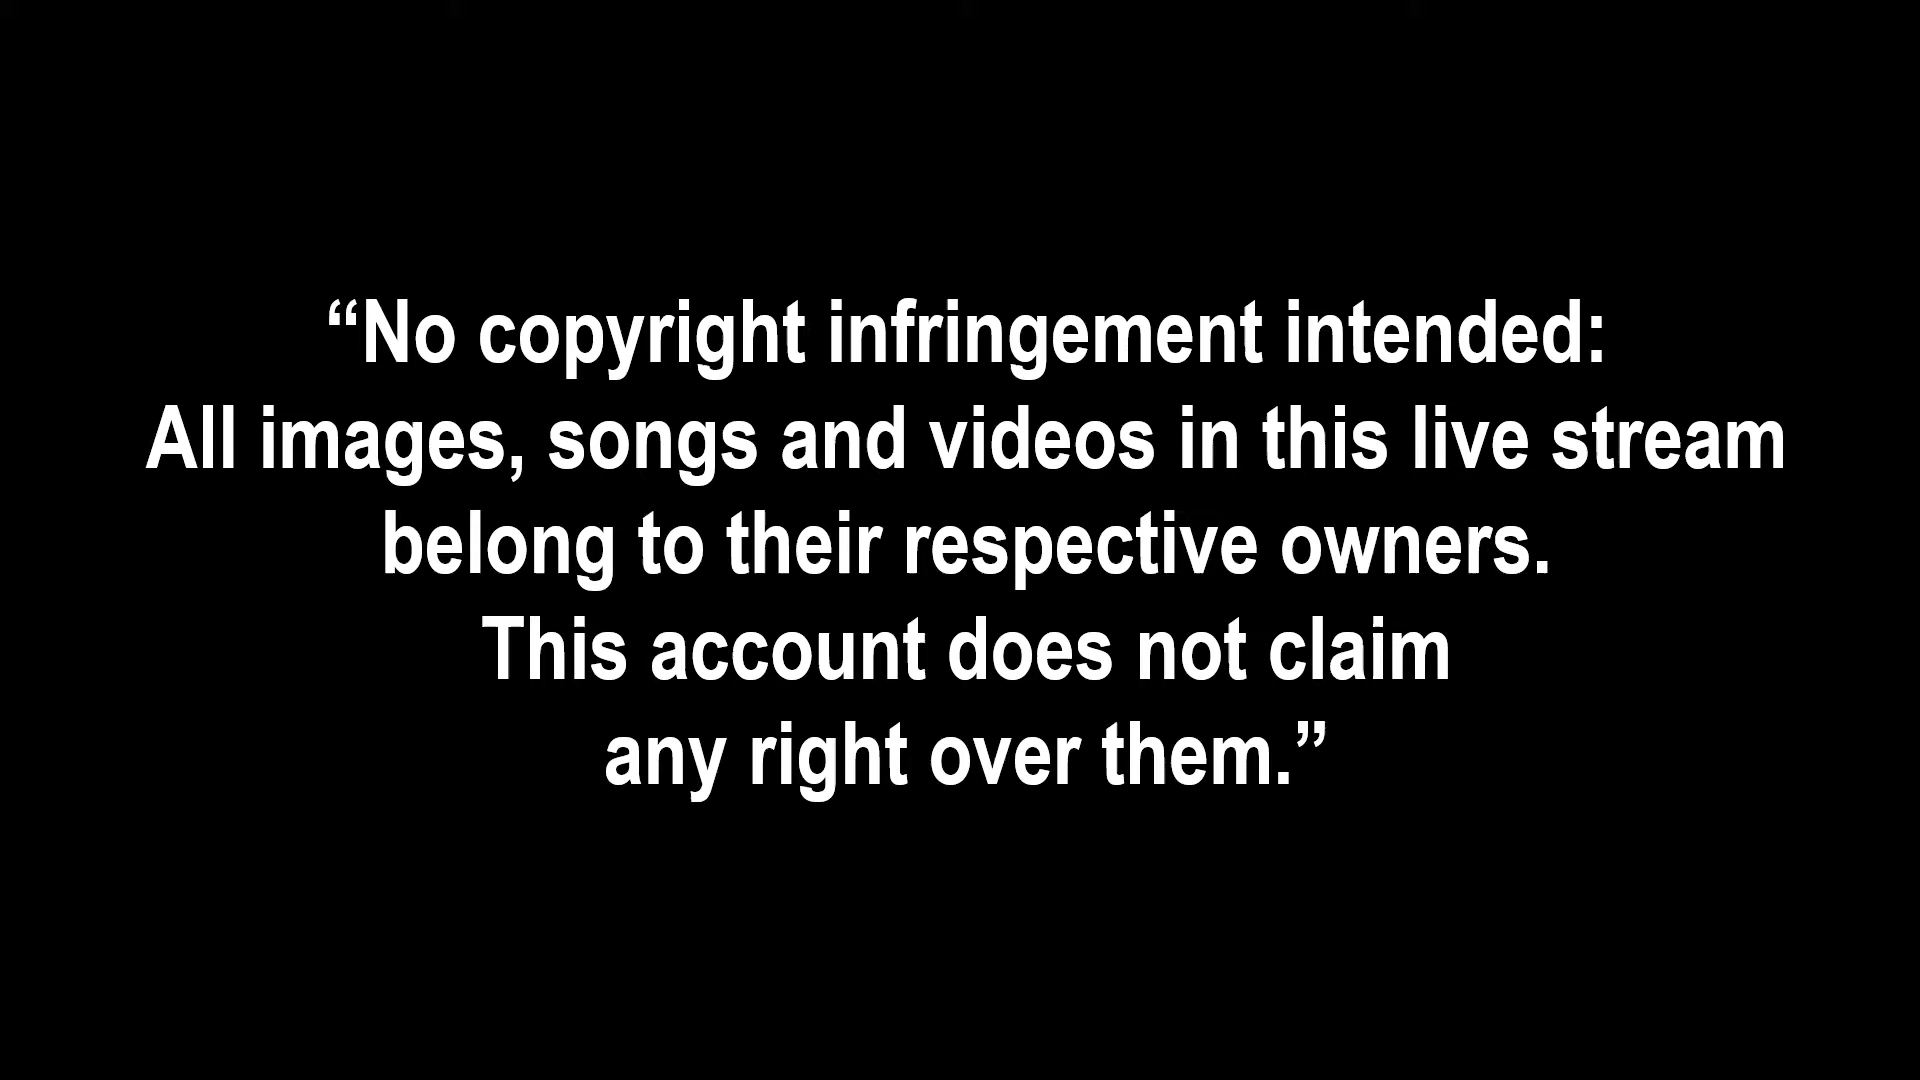 “No copyright infringement intended:
All images, songs and videos in this live stream
belong to their respective owners.
This account does not claim
any right over them.”